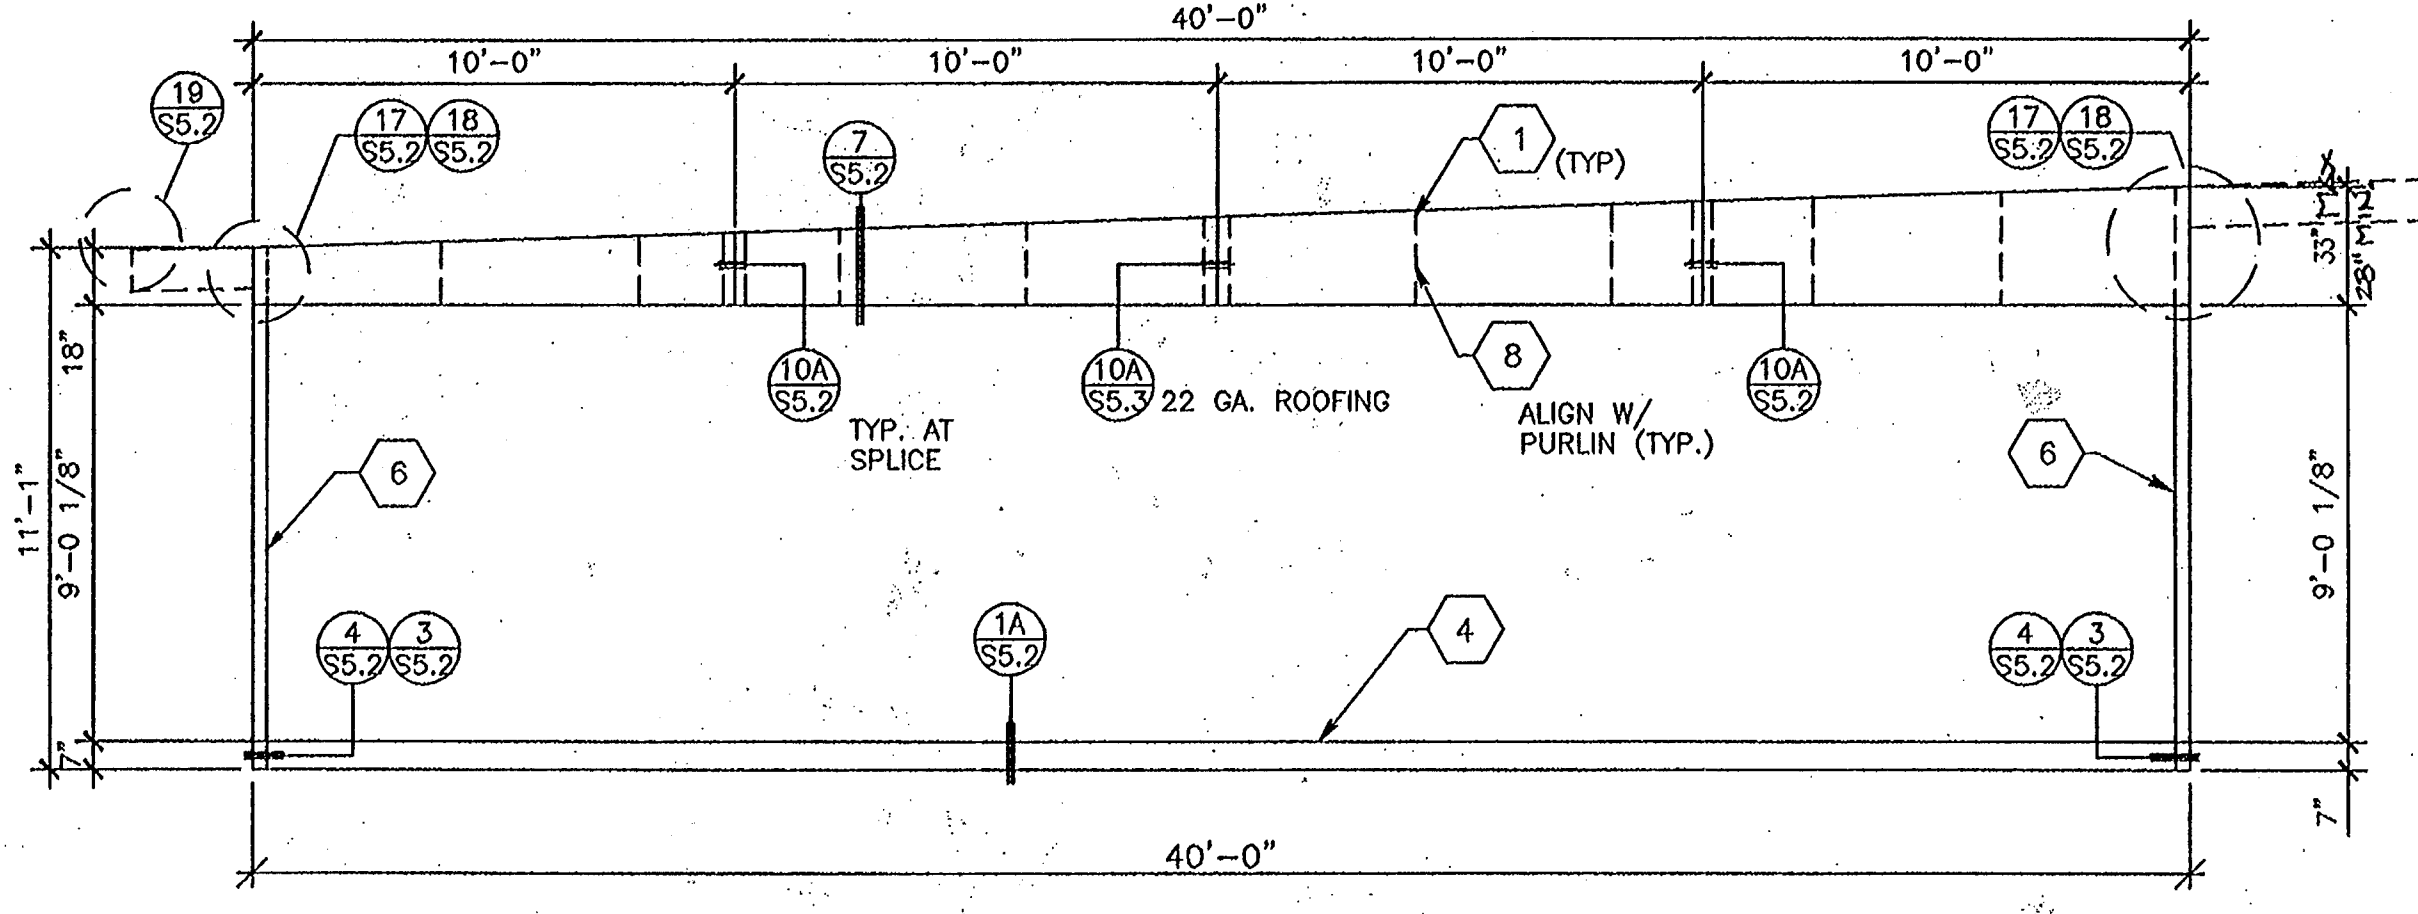 40'-0"
10'-0"
10'-0"
10'-0"
10'-0"
19
S5.2
17
S5.2
18
S5.2
7
S5.2
1
(TYP)
17
S5.2
18
S5.2
33" MAX
28" MIN.
18"
10A
S5.2
TYP. AT
SPLICE
10A
S5.3
22 GA. ROOFING
8
ALIGN W/
PURLIN (TYP.)
10A
S5.2
11'-1"
9'-0 1/8"
6
6
9'-0 1/8"
4
S5.2
3
S5.2
1A
S5.2
4
4
S5.2
3
S5.2
7"
7"
40'-0"